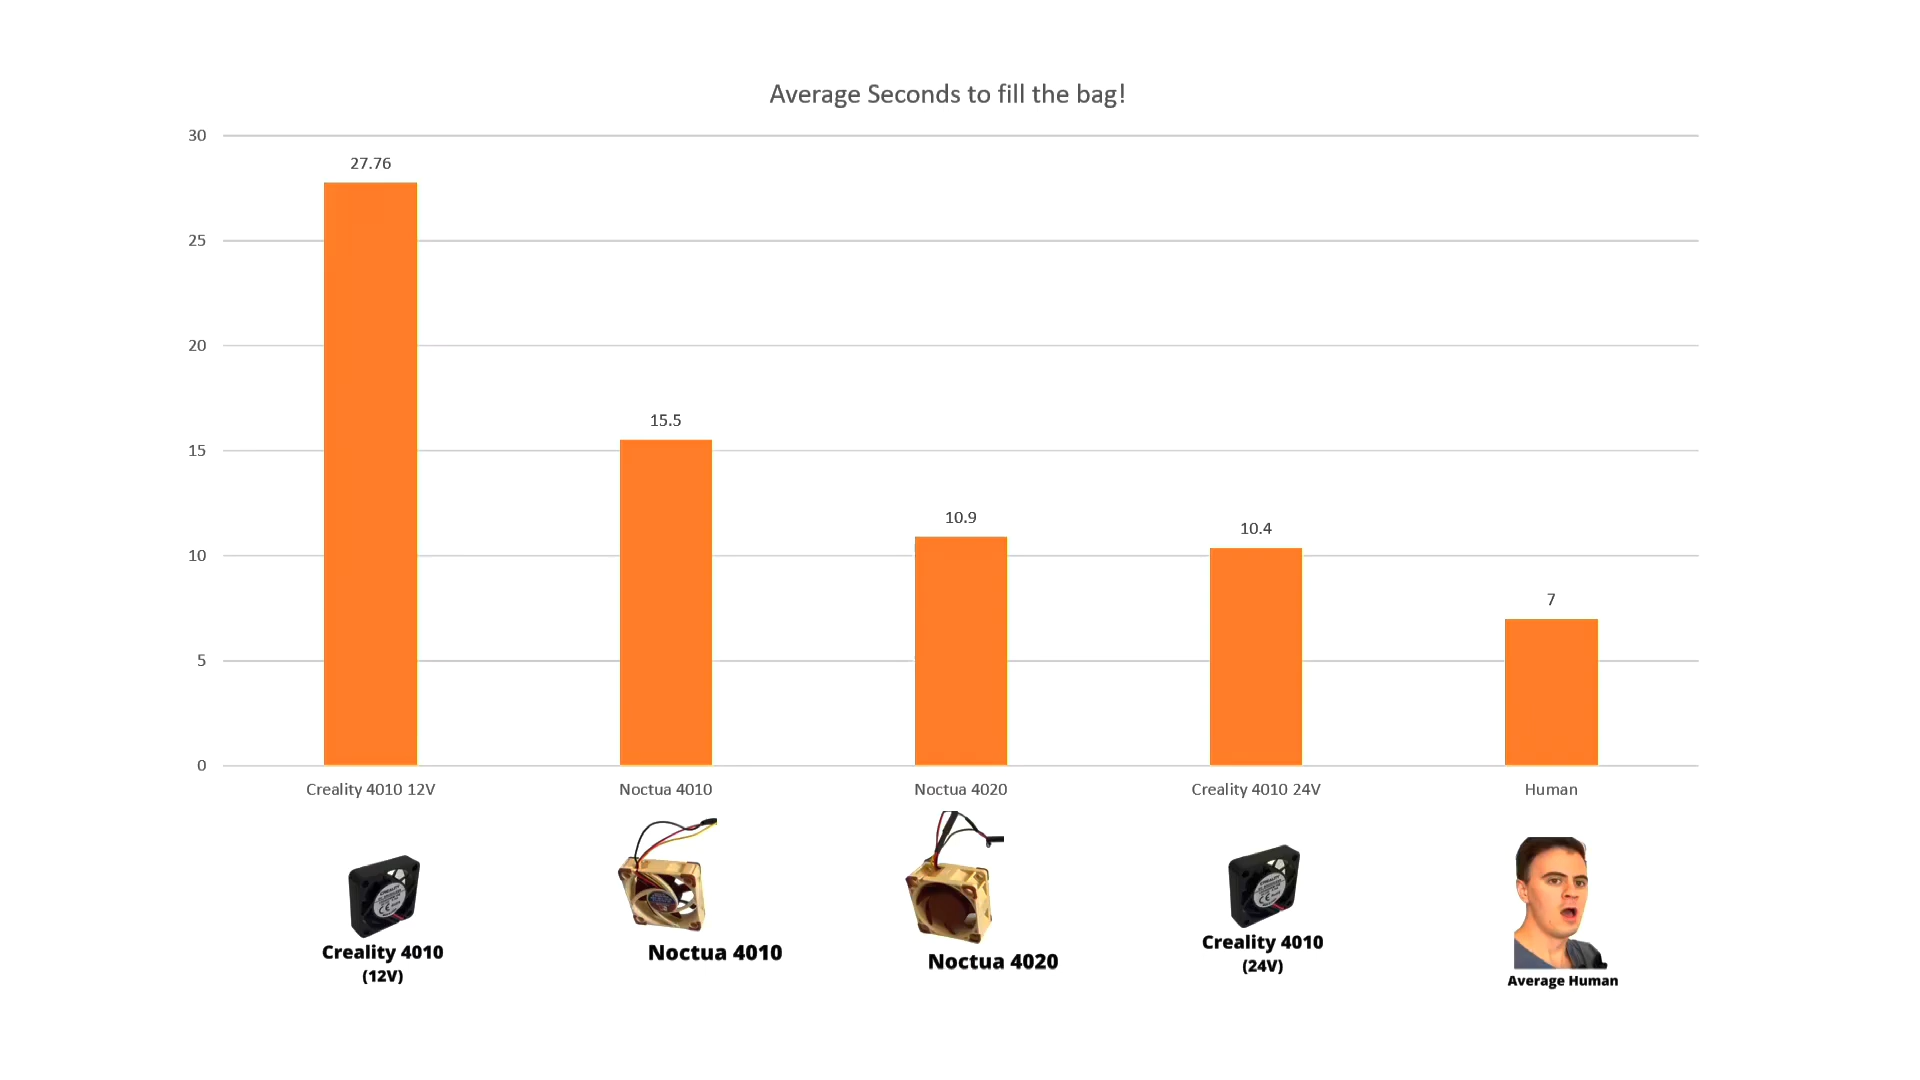 Average Seconds to fill the bag!
30
27.76
25
20
15.5
15
10.9
10.4
10
7
5
0
Creality 4010 12V
Noctua 4010
Noctua 4020
Creality 4010 24V
Human
Creality 4010
(12V)
Noctua 4010
Noctua 4020
Creality 4010
(24V)
Average Human